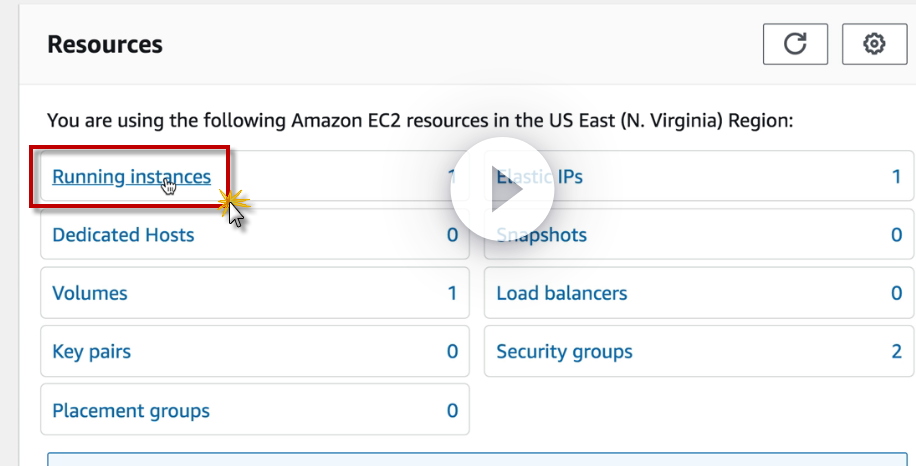 Resources
You are using the following Amazon EC2 resources in the US East (N. Virginia) Region:
Running instances 1 Elastic IPs 1
Dedicated Hosts 0 Snapshots 0
Volumes 1 Load balancers 0
Key pairs 0 Security groups 2
Placement groups 0